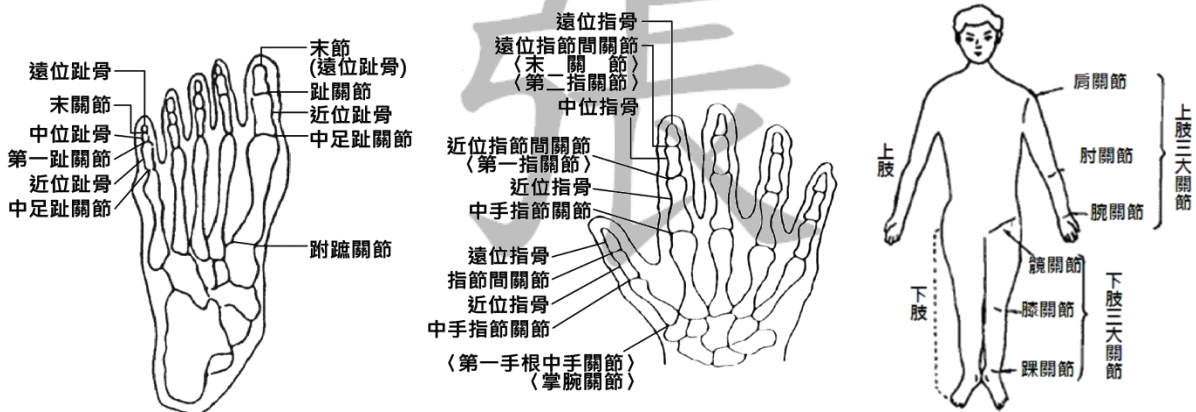 遠位趾骨
末關節
中位趾骨
第一趾關節
近位趾骨
中足趾關節
末節
(遠位趾骨)
趾關節
近位趾骨
中足趾關節
跗蹠關節
張
遠位指骨
遠位指節間關節
〈末關節〉
〈第二指關節〉
中位指骨
近位指節間關節
〈第一指關節〉
近位指骨
中手指節關節
遠位指骨
指節間關節
近位指骨
中手指節關節
〈第一手根中手關節〉
〈掌腕關節〉
上肢
肩關節
肘關節
腕關節
上肢三大關節
下肢
髖關節
膝關節
踝關節
下肢三大關節